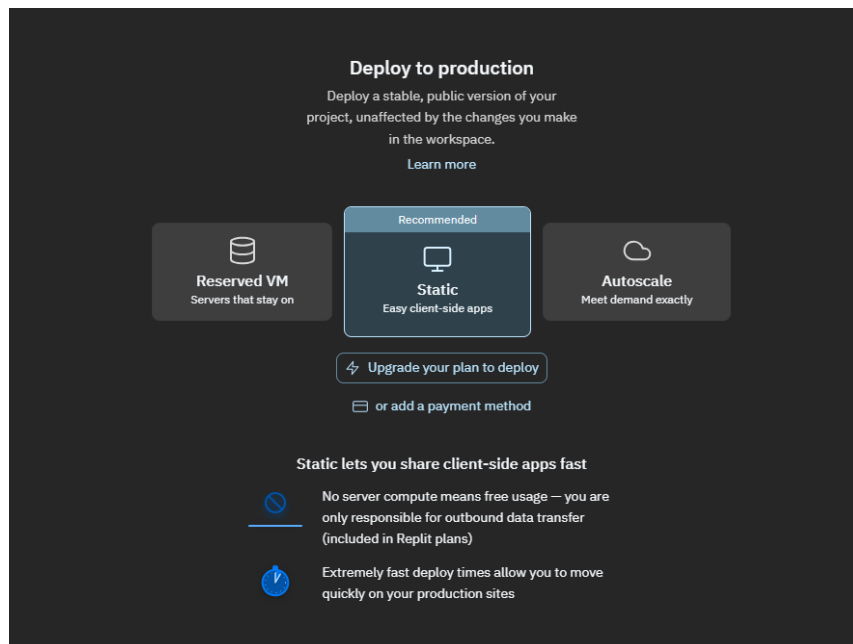 Deploy to production
Deploy a stable, public version of your
project, unaffected by the changes you make
in the workspace.
Learn more
Recommended
Reserved VM
Servers that stay on
Static
Easy client-side apps
Autoscale
Meet demand exactly
Upgrade your plan to deploy
or add a payment method
Static lets you share client-side apps fast
No server compute means free usage — you are
only responsible for outbound data transfer
(included in Replit plans)
Extremely fast deploy times allow you to move
quickly on your production sites